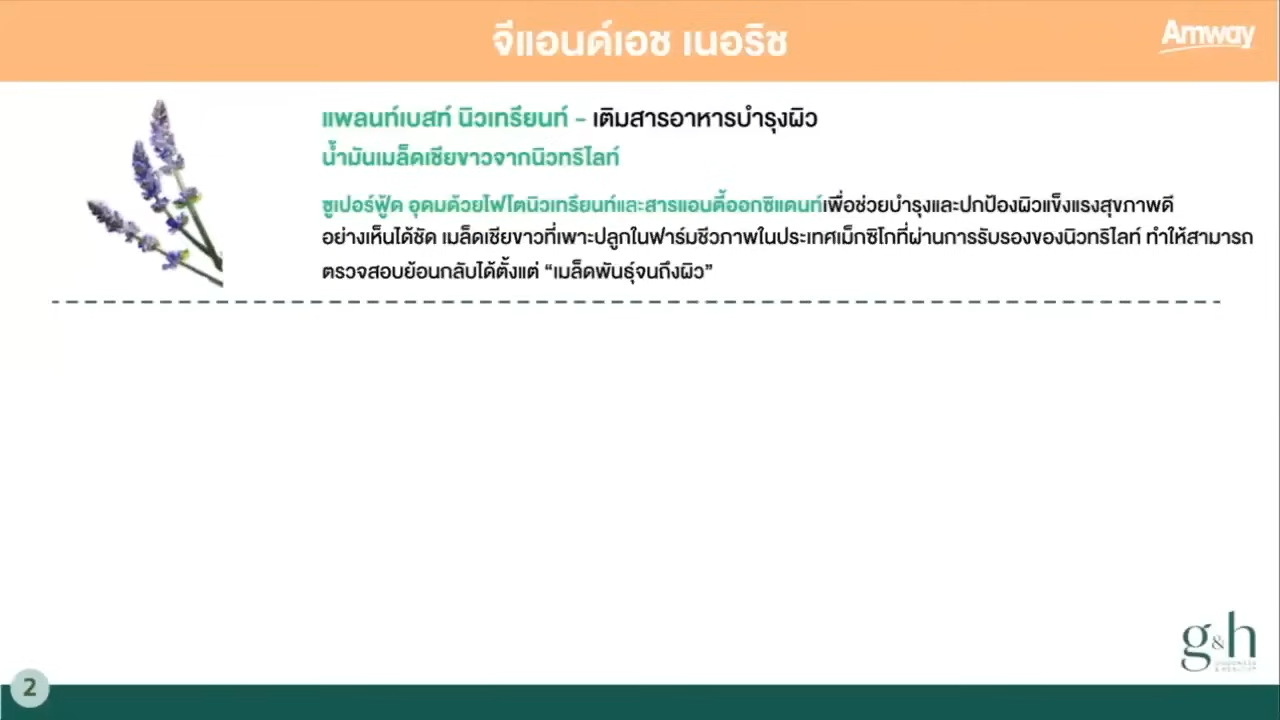 จีแอนด์เอช เนอริช
Amway
แพลนท์เบสท์ นิวเทรียนท์ - เติมสารอาหารบำรุงผิว
น้ำมันเมล็ดเชียขาวจากนิวทริไลท์
ซูเปอร์ฟู้ด อุดมด้วยไฟโตนิวเทรียนท์และสารแอนตี้ออกซิแดนท์เพื่อช่วยบำรุงและปกป้องผิวแข็งแรงสุขภาพดี
อย่างเห็นได้ชัด เมล็ดเชียขาวที่เพาะปลูกในฟาร์มชีวภาพในประเทศเม็กซิโกที่ผ่านการรับรองของนิวทริไลท์ ทำให้สามารถ
ตรวจสอบย้อนกลับได้ตั้งแต่ “เมล็ดพันธุ์จนถึงผิว”
g&h
2